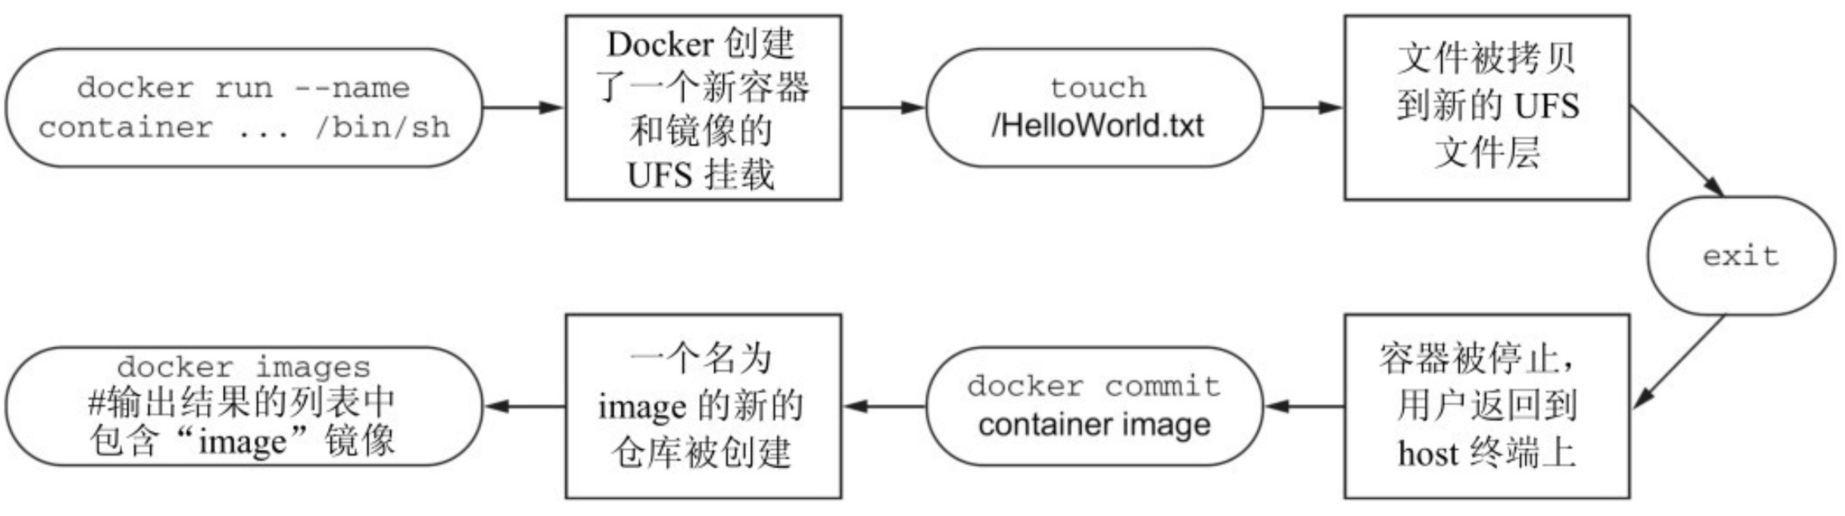 docker run --name
container ... /bin/sh
Docker 创建
了一个新容器
和镜像的
UFS 挂载
touch
/HelloWorld.txt
文件被拷贝
到新的 UFS
文件层
exit
容器被停止，
用户返回到
host 终端上
docker commit
container image
一个名为
image 的新的
仓库被创建
docker images
#输出结果的列表中
包含“image”镜像